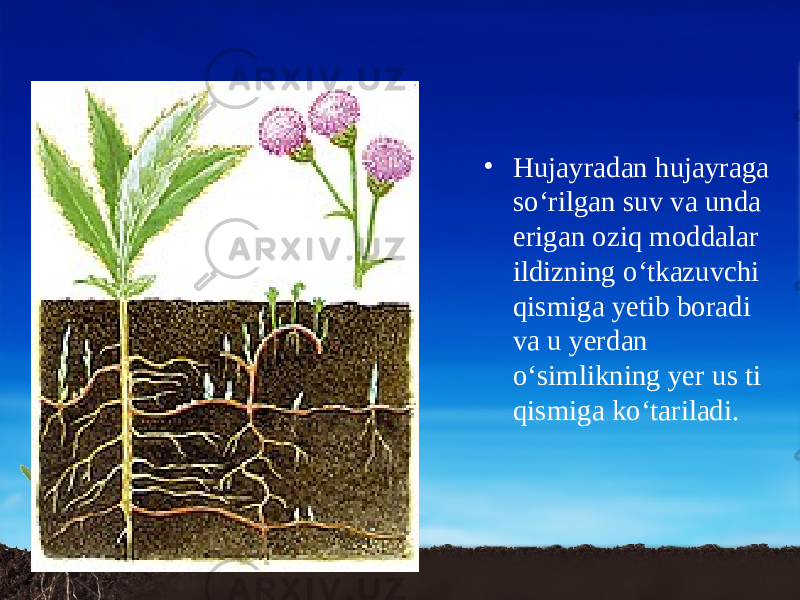 ARXIV.UZ
• Hujayradan hujayraga
so‘rilgan suv va unda
erigan oziq moddalar
ildizning o‘tkazuvchi
qismiga yetib boradi
va u yerdan
o‘simlikning yer us ti
qismiga ko‘tariladi.
ARXIV.UZ
ARXIV.UZ